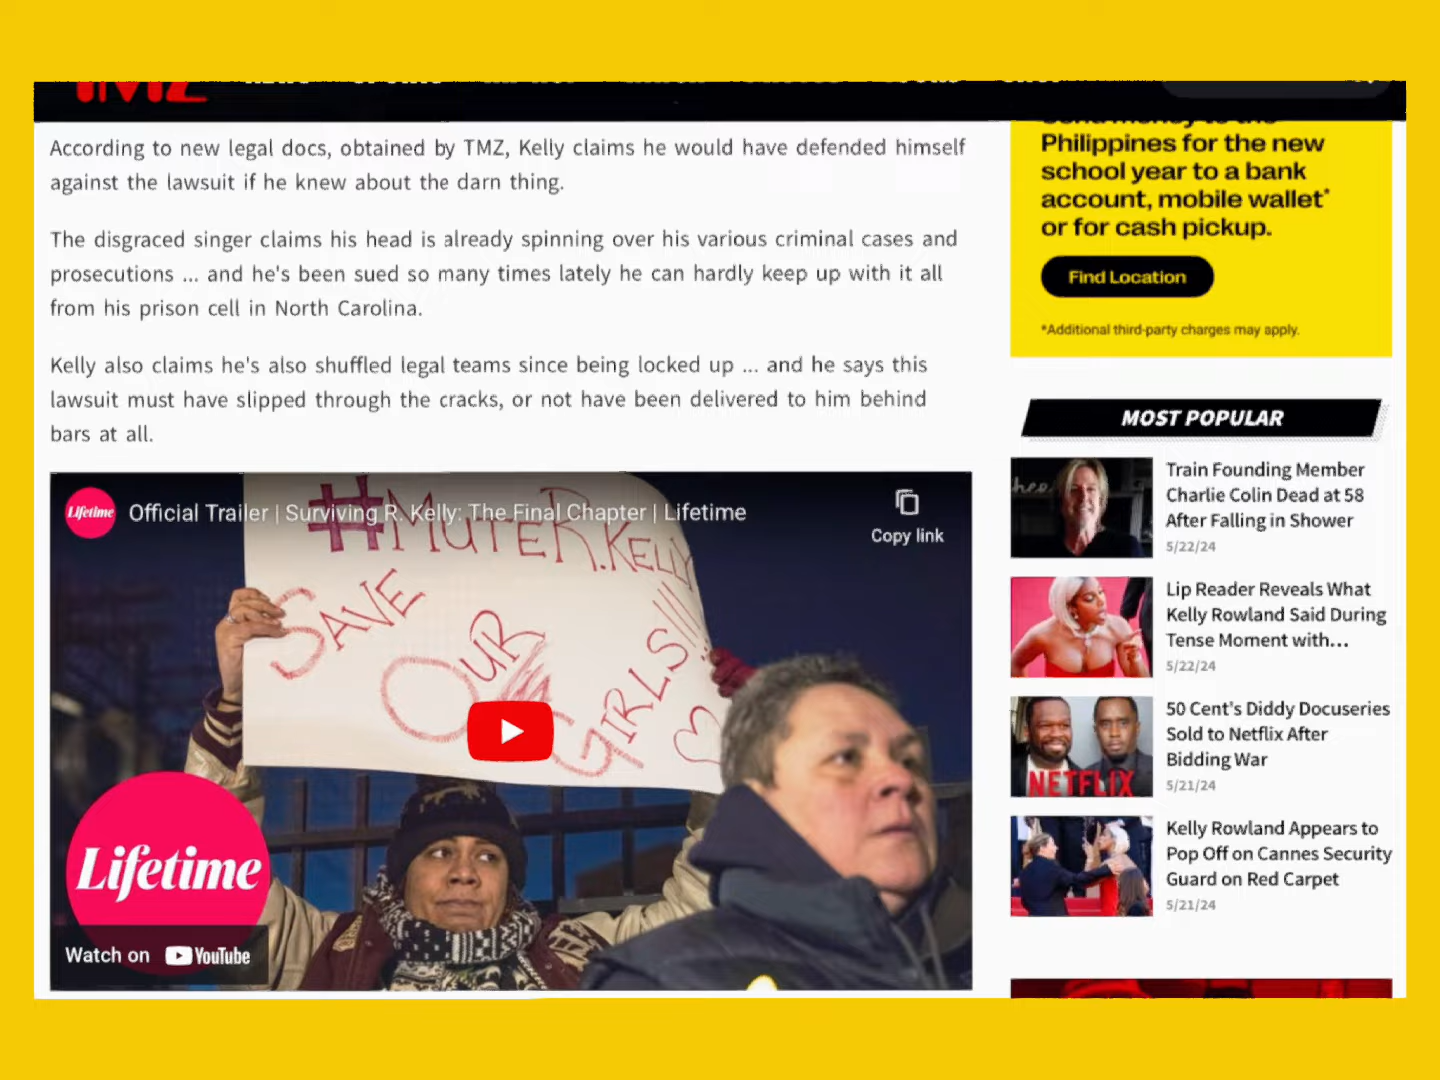 TMZ
According to new legal docs, obtained by TMZ, Kelly claims he would have defended himself
against the lawsuit if he knew about the darn thing.
The disgraced singer claims his head is already spinning over his various criminal cases and
prosecutions ... and he's been sued so many times lately he can hardly keep up with it all
from his prison cell in North Carolina.
Kelly also claims he's also shuffled legal teams since being locked up ... and he says this
lawsuit must have slipped through the cracks, or not have been delivered to him behind
bars at all.
Lifetime
Official Trailer | Surviving R. Kelly: The Final Chapter | Lifetime
Copy link
#MUTER.KELLY
SAVE
OUR
GIRLS!!!
Lifetime
Watch on YouTube
Send money to the
Philippines for the new
school year to a bank
account, mobile wallet*
or for cash pickup.
Find Location
*Additional third-party charges may apply.
MOST POPULAR
Train Founding Member
Charlie Colin Dead at 58
After Falling in Shower
5/22/24
Lip Reader Reveals What
Kelly Rowland Said During
Tense Moment with...
5/22/24
50 Cent's Diddy Docuseries
Sold to Netflix After
Bidding War
5/21/24
NETFLIX
Kelly Rowland Appears to
Pop Off on Cannes Security
Guard on Red Carpet
5/21/24